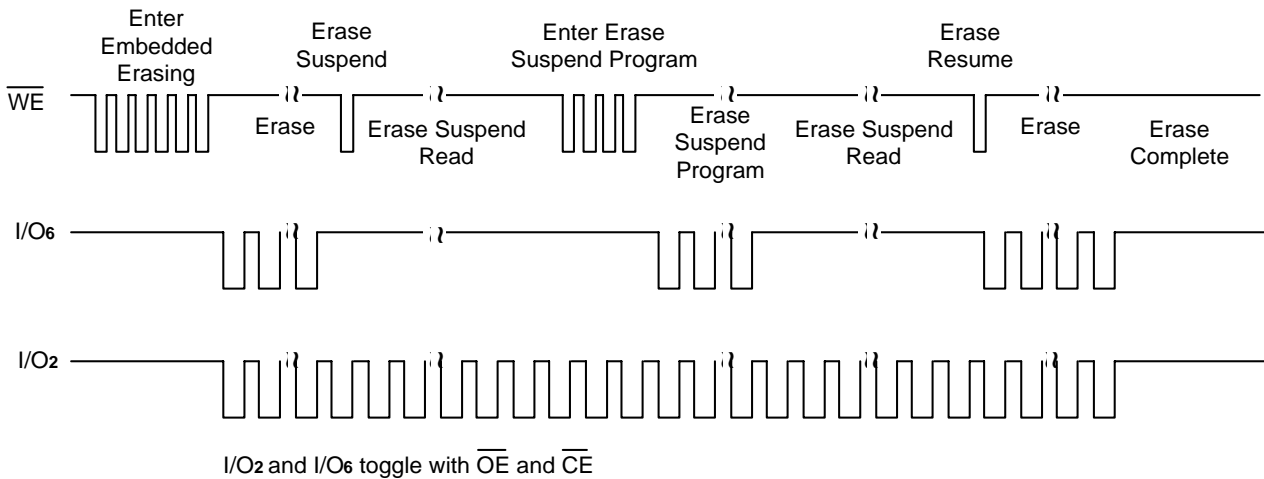 Enter
Embedded
Erasing
Erase
Suspend
Enter Erase
Suspend Program
Erase
Resume
WE
Erase
Erase Suspend
Read
Erase
Suspend
Program
Erase Suspend
Read
Erase
Erase
Complete
I/O6
I/O2
I/O2 and I/O6 toggle with OE and CE